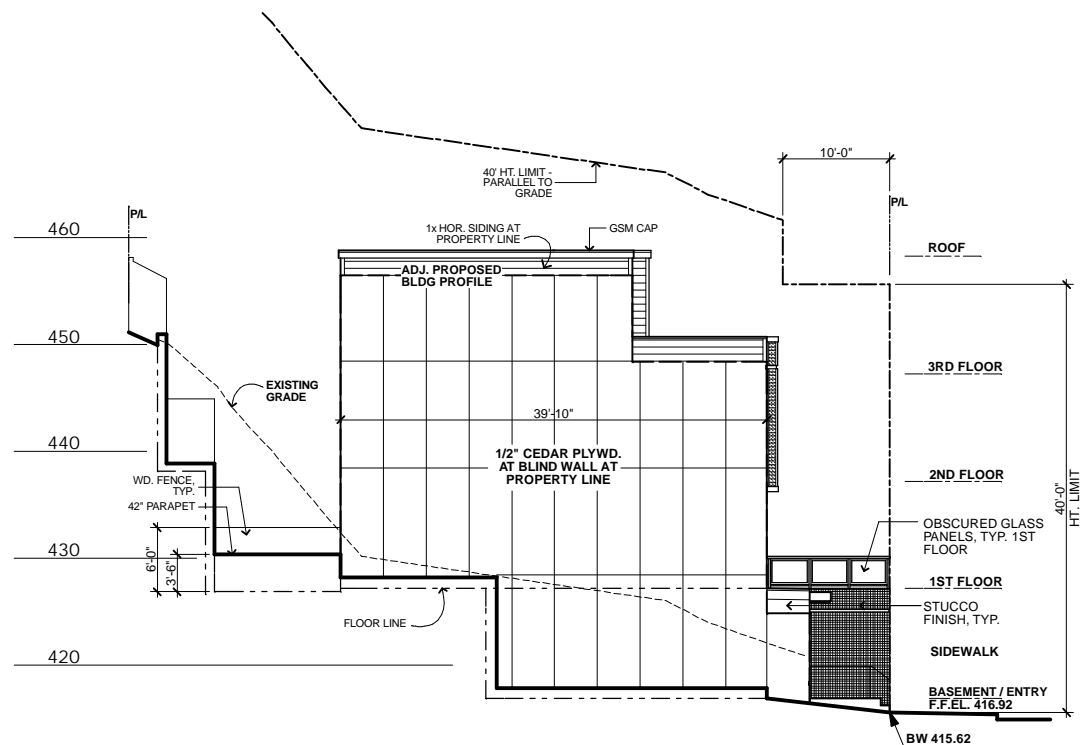 10'-0"
40' HT. LIMIT -
PARALLEL TO
GRADE
P/L
P/L
460
1x HOR. SIDING AT
PROPERTY LINE
GSM CAP
ROOF
ADJ. PROPOSED
BLDG PROFILE
450
3RD FLOOR
EXISTING
GRADE
39'-10"
440
1/2" CEDAR PLYWD.
AT BLIND WALL AT
PROPERTY LINE
2ND FLOOR
WD. FENCE,
TYP.
42" PARAPET
40'-0"
HT. LIMIT
OBSCURED GLASS
PANELS, TYP. 1ST
FLOOR
430
6'-0"
3'-6"
1ST FLOOR
STUCCO
FINISH, TYP.
FLOOR LINE
SIDEWALK
420
BASEMENT / ENTRY
F.F.EL. 416.92
BW 415.62